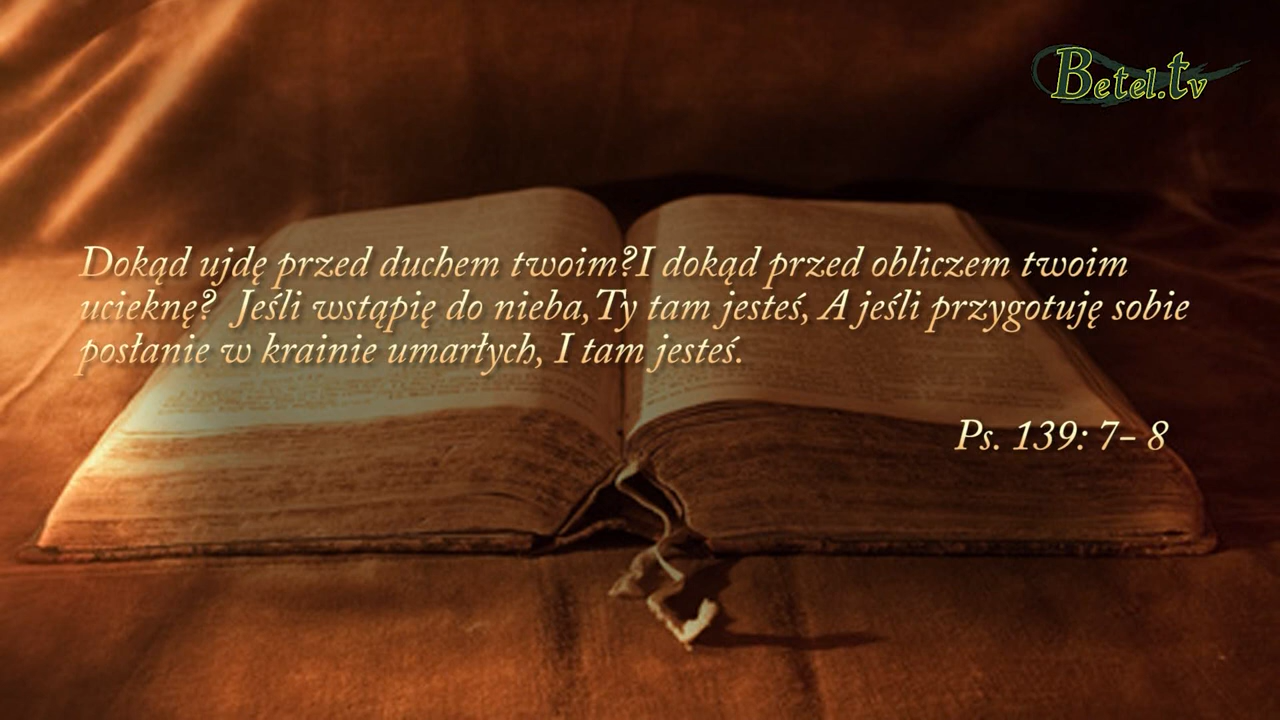 Betel.tv
Dokąd ujdę przed duchem twoim?I dokąd przed obliczem twoim
ucieknę?  Jeśli wstąpię do nieba,Ty tam jesteś, A jeśli przygotuję sobie
posłanie w krainie umarłych, I tam jesteś.
Ps. 139: 7- 8